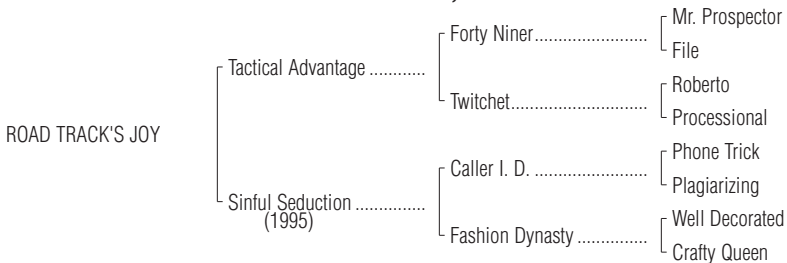 Mr. Prospector
Forty Niner.......................
File
Tactical Advantage ............
Roberto
Twitchet............................
Processional
ROAD TRACK'S JOY
Phone Trick
Caller I. D. .......................
Plagiarizing
Sinful Seduction ...............
(1995)
Well Decorated
Fashion Dynasty ...............
Crafty Queen